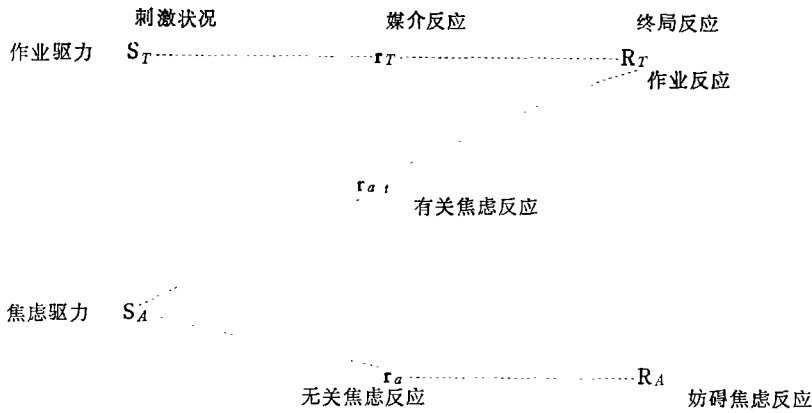 刺激状况 媒介反应 终局反应
作业驱力 S_T r_T R_T
作业反应
r_{a t}
有关焦虑反应
焦虑驱力 S_A
r_a R_A
无关焦虑反应 妨碍焦虑反应